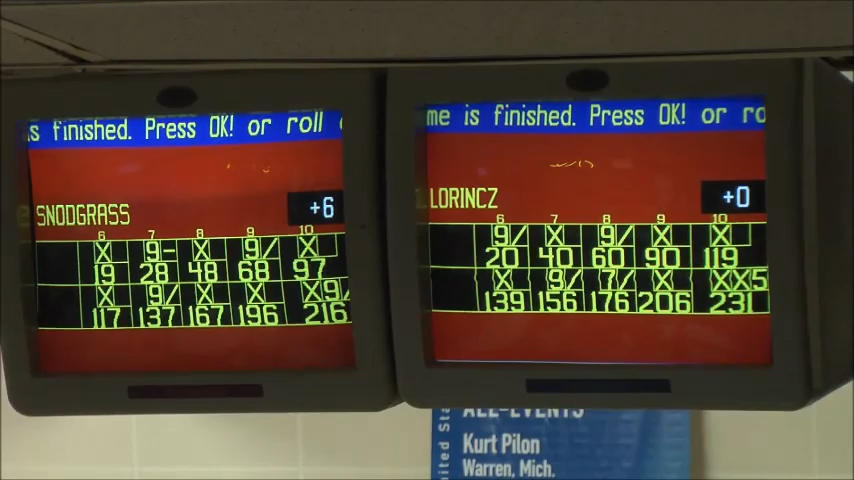 s finished. Press OK! or roll
SNODGRASS +6
6 7 8 9 10
X 9- X 9/ X
19 28 48 68 97
X 9/ X X X9/
117 137 167 196 216
me is finished. Press OK! or ro
LORINCZ +0
6 7 8 9 10
9/ X 9/ X X
20 40 60 90 119
X 9/ 7/ X XX5
139 156 176 206 231
ALL-EVENTS
Kurt Pilon
Warren, Mich.
nited Sta